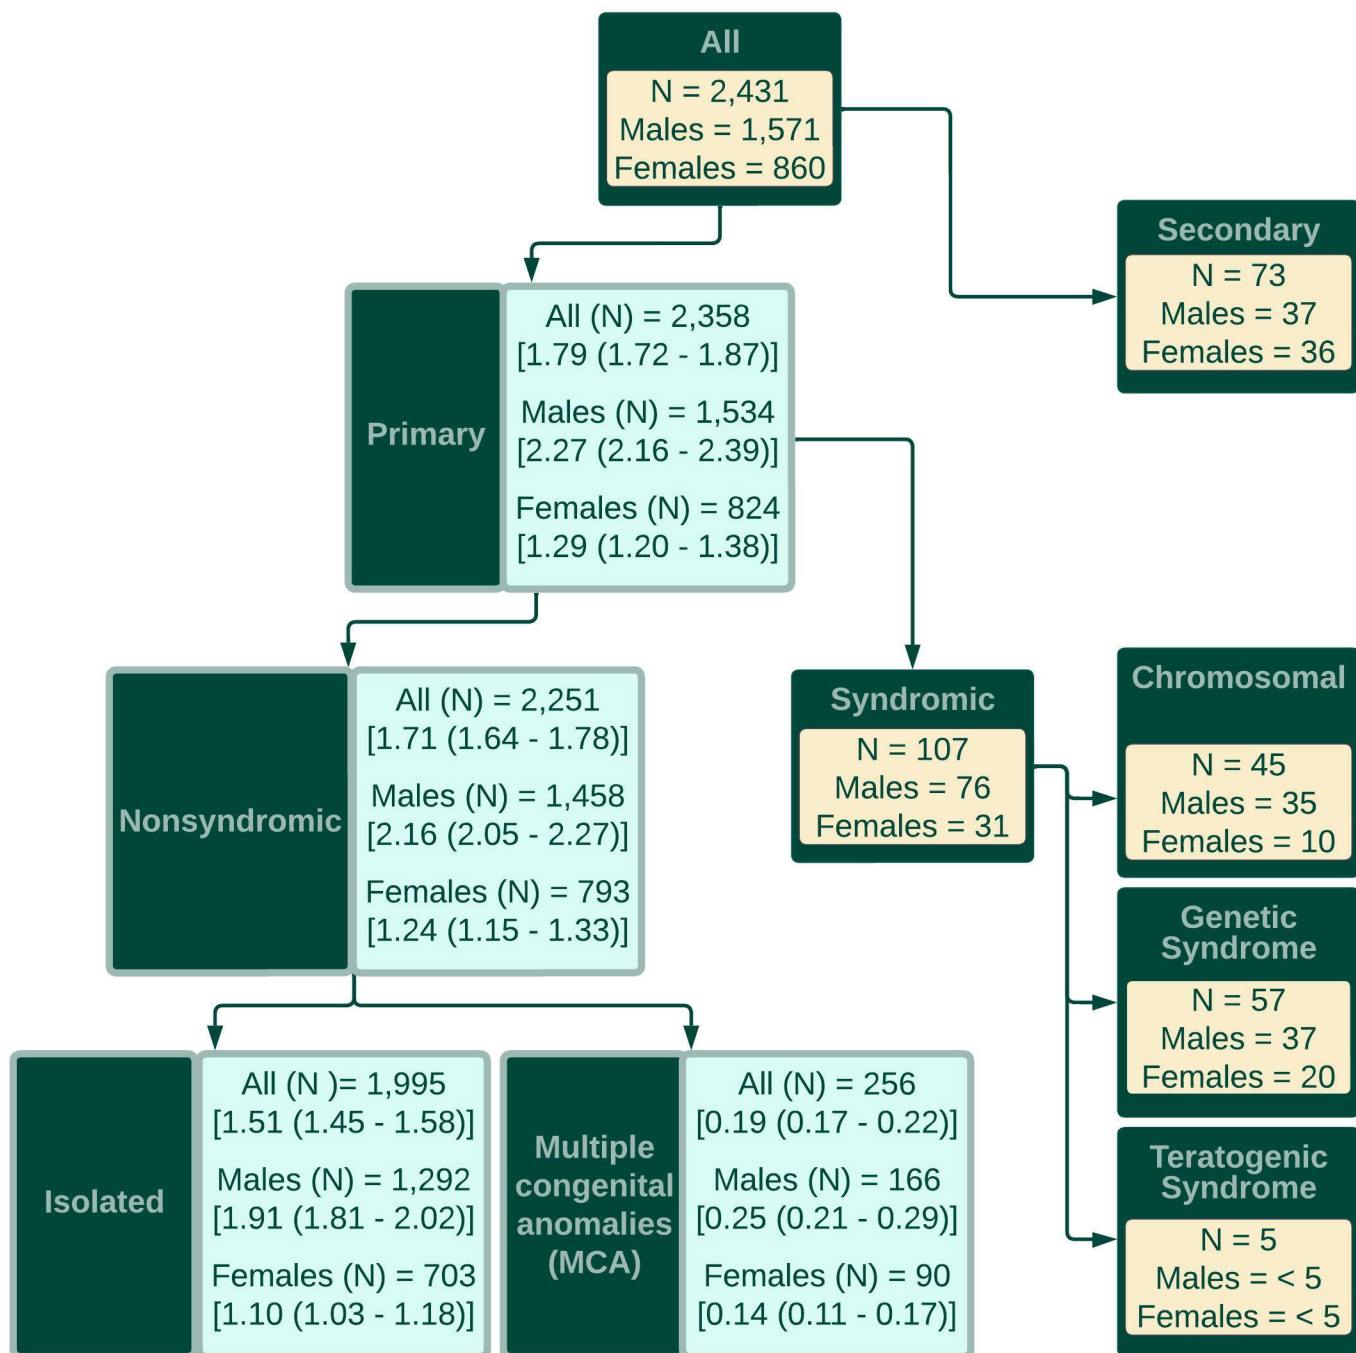 All
N = 2,431
Males = 1,571
Females = 860
Secondary
N = 73
Males = 37
Females = 36
Primary
All (N) = 2,358
[1.79 (1.72 - 1.87)]
Males (N) = 1,534
[2.27 (2.16 - 2.39)]
Females (N) = 824
[1.29 (1.20 - 1.38)]
Nonsyndromic
All (N) = 2,251
[1.71 (1.64 - 1.78)]
Males (N) = 1,458
[2.16 (2.05 - 2.27)]
Females (N) = 793
[1.24 (1.15 - 1.33)]
Syndromic
N = 107
Males = 76
Females = 31
Chromosomal
N = 45
Males = 35
Females = 10
Genetic
Syndrome
N = 57
Males = 37
Females = 20
Teratogenic
Syndrome
N = 5
Males = < 5
Females = < 5
Isolated
All (N )= 1,995
[1.51 (1.45 - 1.58)]
Males (N) = 1,292
[1.91 (1.81 - 2.02)]
Females (N) = 703
[1.10 (1.03 - 1.18)]
Multiple
congenital
anomalies
(MCA)
All (N) = 256
[0.19 (0.17 - 0.22)]
Males (N) = 166
[0.25 (0.21 - 0.29)]
Females (N) = 90
[0.14 (0.11 - 0.17)]